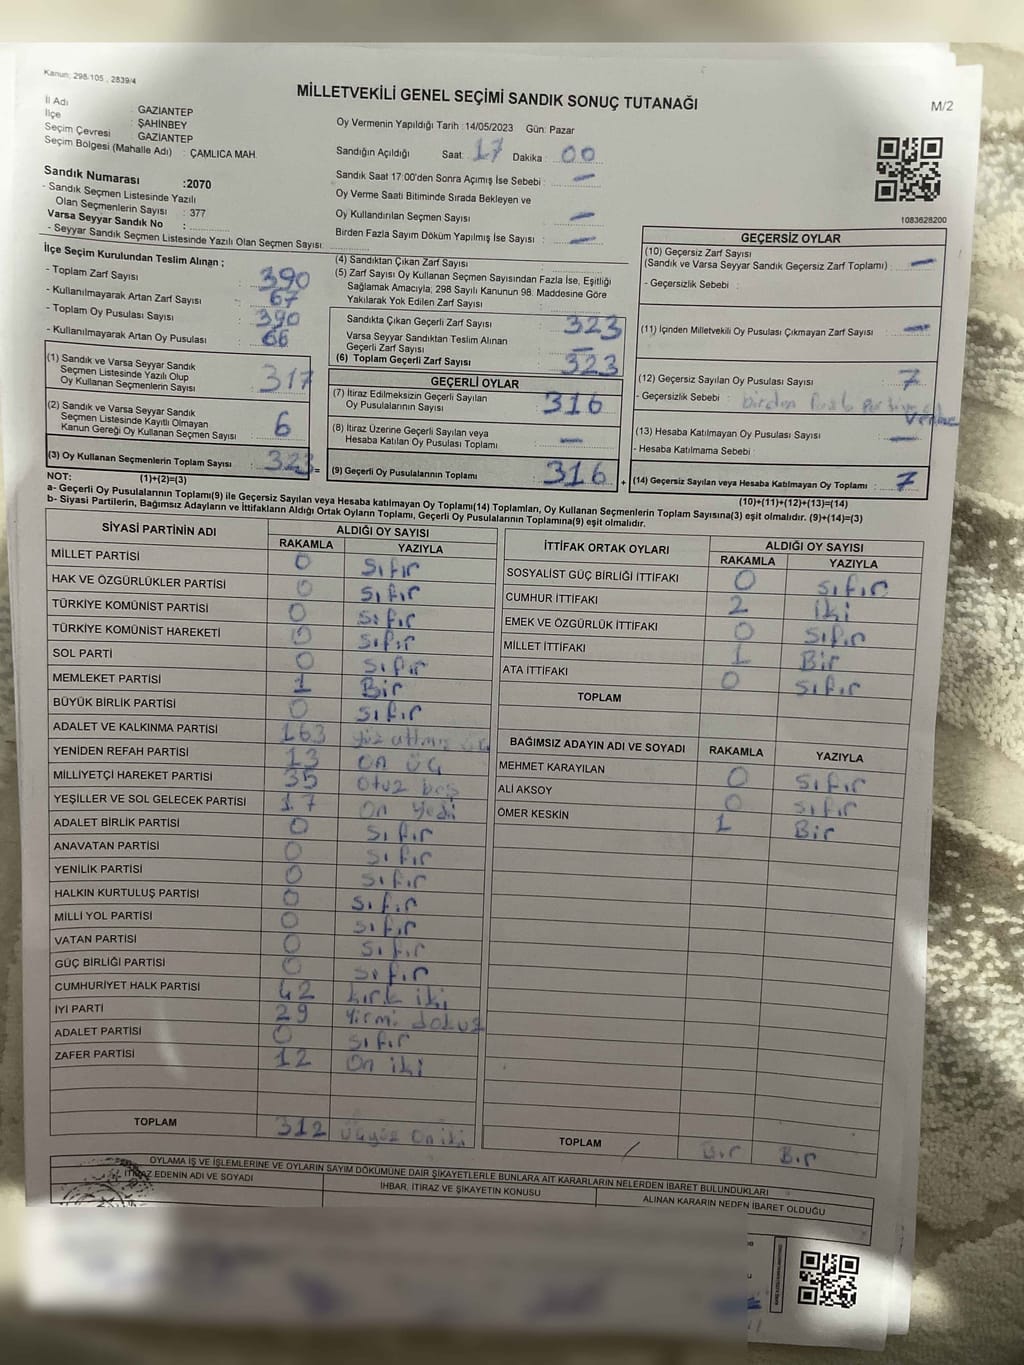 Kanun; 298.105 , 2839/4
MİLLETVEKİLİ GENEL SEÇİMİ SANDIK SONUÇ TUTANAĞI
M/2
İl Adı : GAZİANTEP
İlçe : ŞAHİNBEY
Seçim Çevresi : GAZİANTEP
Seçim Bölgesi (Mahalle Adı) : ÇAMLICA MAH.
Oy Vermenin Yapıldığı Tarih : 14/05/2023 Gün: Pazar
Sandığın Açıldığı Saat: 17 Dakika : 00
Sandık Saat 17:00'den Sonra Açımış İse Sebebi : —
Oy Verme Saati Bitiminde Sırada Bekleyen ve
Oy Kullandırılan Seçmen Sayısı —
Birden Fazla Sayım Döküm Yapılmış İse Sayısı : —
1083628200
Sandık Numarası :2070
- Sandık Seçmen Listesinde Yazılı
Olan Seçmenlerin Sayısı : 377
Varsa Seyyar Sandık No :
- Seyyar Sandık Seçmen Listesinde Yazılı Olan Seçmen Sayısı
İlçe Seçim Kurulundan Teslim Alınan ;
- Toplam Zarf Sayısı : 390
- Kullanılmayarak Artan Zarf Sayısı : 67
- Toplam Oy Pusulası Sayısı : 390
- Kullanılmayarak Artan Oy Pusulası : 66
(1) Sandık ve Varsa Seyyar Sandık
Seçmen Listesinde Yazılı Olup
Oy Kullanan Seçmenlerin Sayısı : 317
(2) Sandık ve Varsa Seyyar Sandık
Seçmen Listesinde Kayıtlı Olmayan
Kanun Gereği Oy Kullanan Seçmen Sayısı : 6
(3) Oy Kullanan Seçmenlerin Toplam Sayısı : 323 =
(4) Sandıktan Çıkan Zarf Sayısı :
(5) Zarf Sayısı Oy Kullanan Seçmen Sayısından Fazla İse, Eşitliği
Sağlamak Amacıyla; 298 Sayılı Kanunun 98. Maddesine Göre
Yakılarak Yok Edilen Zarf Sayısı :
Sandıkta Çıkan Geçerli Zarf Sayısı : 323
Varsa Seyyar Sandıktan Teslim Alınan
Geçerli Zarf Sayısı : —
(6) Toplam Geçerli Zarf Sayısı : 323
GEÇERLİ OYLAR
(7) İtiraz Edilmeksizin Geçerli Sayılan
Oy Pusulalarının Sayısı : 316
(8) İtiraz Üzerine Geçerli Sayılan veya
Hesaba Katılan Oy Pusulası Toplamı : —
(9) Geçerli Oy Pusulalarının Toplamı : 316 +
GEÇERSİZ OYLAR
(10) Geçersiz Zarf Sayısı
(Sandık ve Varsa Seyyar Sandık Geçersiz Zarf Toplamı) : —
- Geçersizlik Sebebi :
(11) İçinden Milletvekili Oy Pusulası Çıkmayan Zarf Sayısı : —
(12) Geçersiz Sayılan Oy Pusulası Sayısı : 7
- Geçersizlik Sebebi : birden fazla partiye
(13) Hesaba Katılmayan Oy Pusulası Sayısı : —
- Hesaba Katılmama Sebebi :
(14) Geçersiz Sayılan veya Hesaba Katılmayan Oy Toplamı : 7
NOT: (1)+(2)=(3)
(10)+(11)+(12)+(13)=(14)
a- Geçerli Oy Pusulalarının Toplamı(9) ile Geçersiz Sayılan veya Hesaba katılmayan Oy Toplamı(14) Toplamları, Oy Kullanan Seçmenlerin Toplam Sayısına(3) eşit olmalıdır. (9)+(14)=(3)
b- Siyasi Partilerin, Bağımsız Adayların ve İttifakların Aldığı Ortak Oyların Toplamı, Geçerli Oy Pusulalarının Toplamına(9) eşit olmalıdır.
SİYASİ PARTİNİN ADI ALDIĞI OY SAYISI
RAKAMLA YAZIYLA
MİLLET PARTİSİ 0 sıfır
HAK VE ÖZGÜRLÜKLER PARTİSİ 0 sıfır
TÜRKİYE KOMÜNİST PARTİSİ 0 sıfır
TÜRKİYE KOMÜNİST HAREKETİ 0 sıfır
SOL PARTİ 0 sıfır
MEMLEKET PARTİSİ 1 Bir
BÜYÜK BİRLİK PARTİSİ 0 sıfır
ADALET VE KALKINMA PARTİSİ 163 yüz altmış üç
YENİDEN REFAH PARTİSİ 13 on üç
MİLLİYETÇİ HAREKET PARTİSİ 35 otuz beş
YEŞİLLER VE SOL GELECEK PARTİSİ 17 on yedi
ADALET BİRLİK PARTİSİ 0 sıfır
ANAVATAN PARTİSİ 0 sıfır
YENİLİK PARTİSİ 0 sıfır
HALKIN KURTULUŞ PARTİSİ 0 sıfır
MİLLİ YOL PARTİSİ 0 sıfır
VATAN PARTİSİ 0 sıfır
GÜÇ BİRLİĞİ PARTİSİ 0 sıfır
CUMHURİYET HALK PARTİSİ 42 kırk iki
İYİ PARTİ 29 Yirmi dokuz
ADALET PARTİSİ 0 sıfır
ZAFER PARTİSİ 12 On iki
TOPLAM 312 üçyüz On iki
İTTİFAK ORTAK OYLARI ALDIĞI OY SAYISI
RAKAMLA YAZIYLA
SOSYALİST GÜÇ BİRLİĞİ İTTİFAKI 0 sıfır
CUMHUR İTTİFAKI 2 iki
EMEK VE ÖZGÜRLÜK İTTİFAKI 0 sıfır
MİLLET İTTİFAKI 1 Bir
ATA İTTİFAKI 0 sıfır
TOPLAM
BAĞIMSIZ ADAYIN ADI VE SOYADI RAKAMLA YAZIYLA
MEHMET KARAYILAN 0 sıfır
ALİ AKSOY 0 sıfır
ÖMER KESKİN 1 Bir
TOPLAM / Bir Bir
OYLAMA İŞ VE İŞLEMLERİNE VE OYLARIN SAYIM DÖKÜMÜNE DAİR ŞİKAYETLERLE BUNLARA AİT KARARLARIN NELERDEN İBARET BULUNDUKLARI
İTİRAZ EDENİN ADI VE SOYADI İHBAR, İTİRAZ VE ŞİKAYETİN KONUSU ALINAN KARARIN NEDEN İBARET OLDUĞU